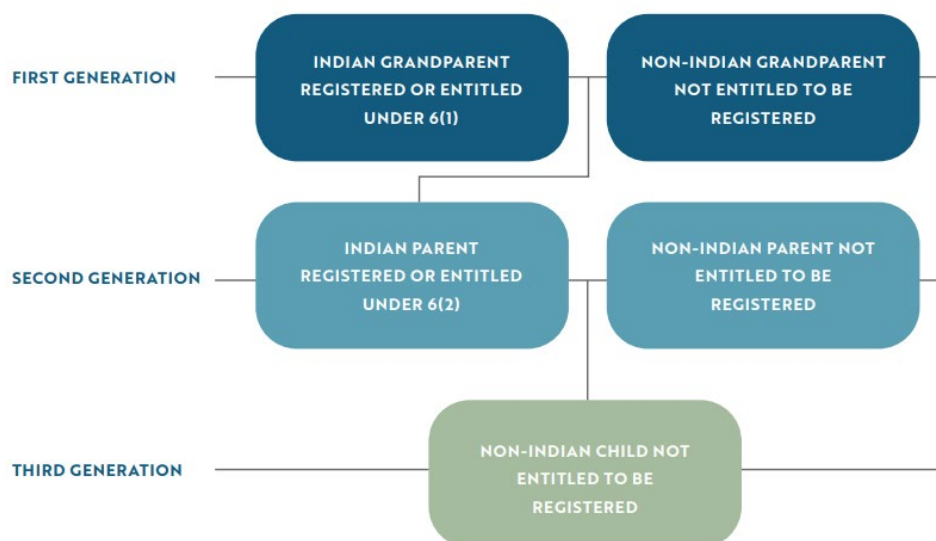 FIRST GENERATION
INDIAN GRANDPARENT
REGISTERED OR ENTITLED
UNDER 6(1)
NON-INDIAN GRANDPARENT
NOT ENTITLED TO BE
REGISTERED
SECOND GENERATION
INDIAN PARENT
REGISTERED OR ENTITLED
UNDER 6(2)
NON-INDIAN PARENT NOT
ENTITLED TO BE
REGISTERED
THIRD GENERATION
NON-INDIAN CHILD NOT
ENTITLED TO BE
REGISTERED